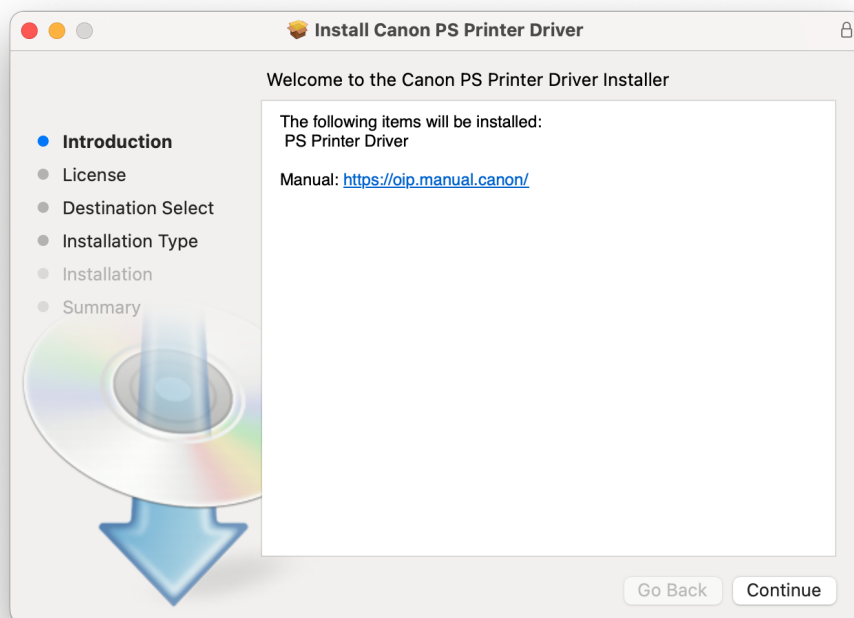 Install Canon PS Printer Driver
Welcome to the Canon PS Printer Driver Installer
Introduction
License
Destination Select
Installation Type
Installation
Summary
The following items will be installed:
PS Printer Driver
Manual: https://oip.manual.canon/
Go Back
Continue